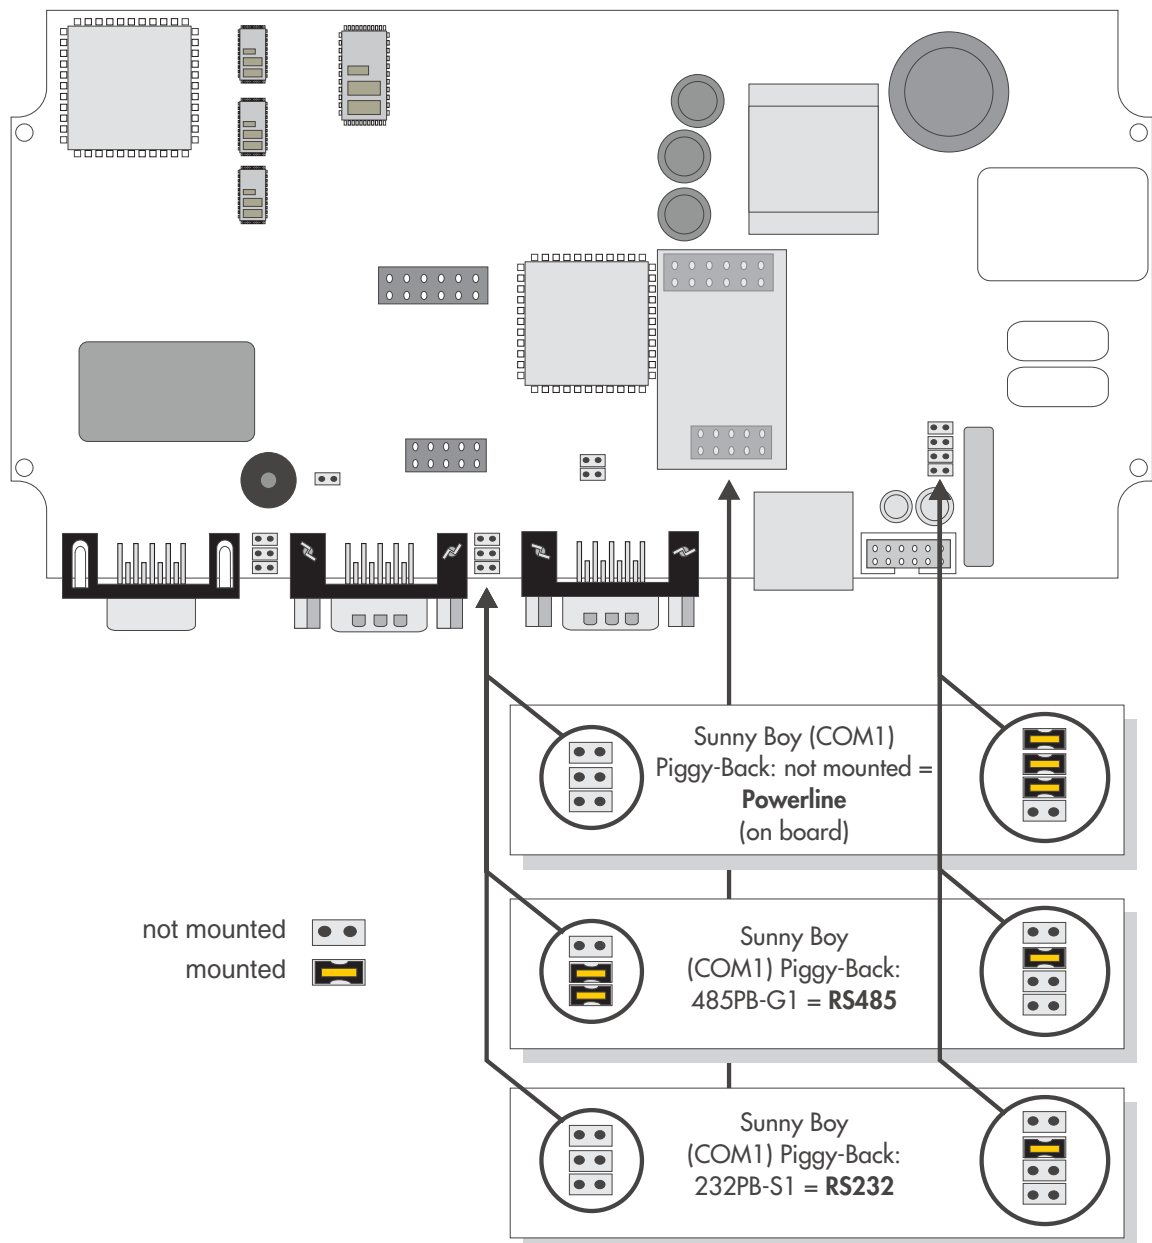 Sunny Boy (COM1)
Piggy-Back: not mounted =
Powerline
(on board)
not mounted
mounted
Sunny Boy
(COM1) Piggy-Back:
485PB-G1 = RS485
Sunny Boy
(COM1) Piggy-Back:
232PB-S1 = RS232